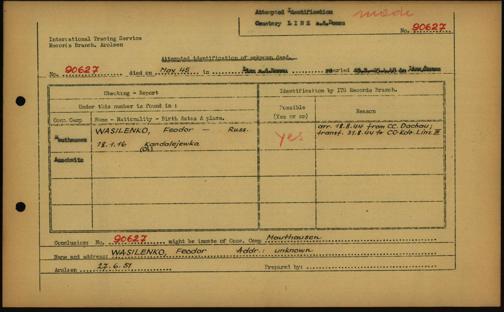 Attempted Identification made
Cemetery LINZ a.d.Donau
No. 90627
International Tracing Service
Records Branch, Arolsen
Attempted identification of unknown dead.
No. 90627 died on May 45 in Linz a.d.Donau buried
Checking - Report
Identification by ITS Records Branch.
Under this number is found in :
Possible (Yes or no)
Reason
Conc. Camp
Name - Nationality - Birth dates & place.
Mauthausen
WASILENKO, Feodor — Russ.
18.1.16 Kandalejewka
Yes
arr. 18.8.44 from CC. Dachau;
transf. 25.8.44 to CC-Kdo. Linz III
Auschwitz
Conclusion: No. 90627 might be inmate of Conc. Camp Mauthausen
Name and address: WASILENKO, Feodor Addr.: unknown.
Arolsen 27.6.51 Prepared by: